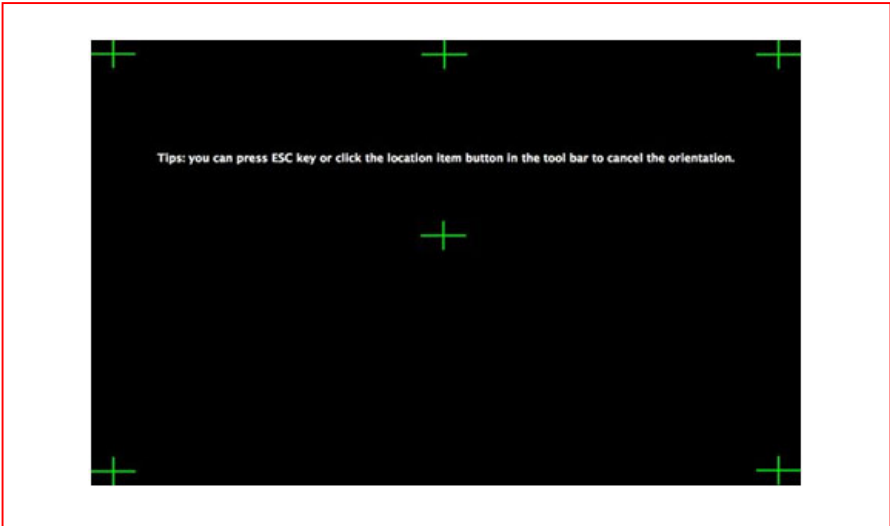 Tips: you can press ESC key or click the location item button in the tool bar to cancel the orientation.